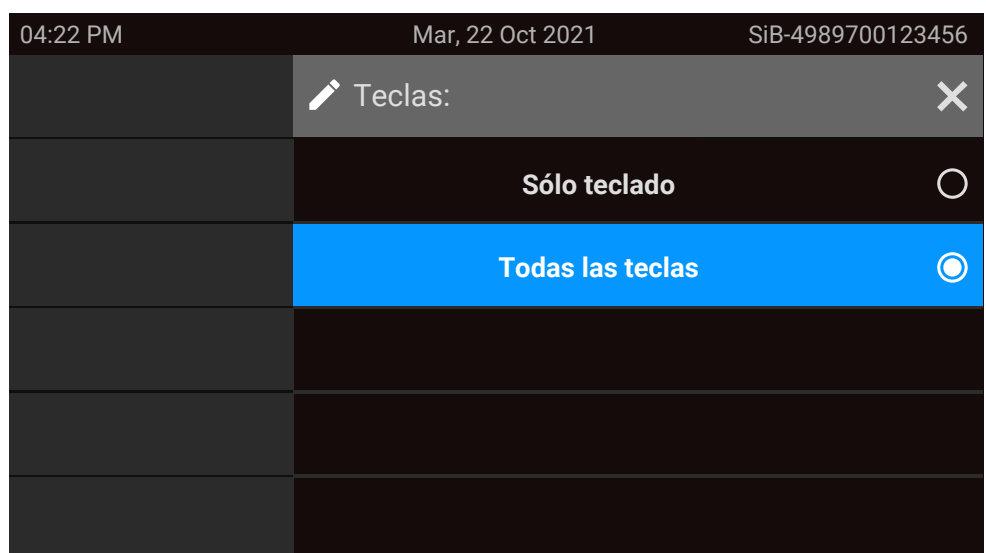 04:22 PM Mar, 22 Oct 2021 SiB-4989700123456
Teclas:
Sólo teclado
Todas las teclas